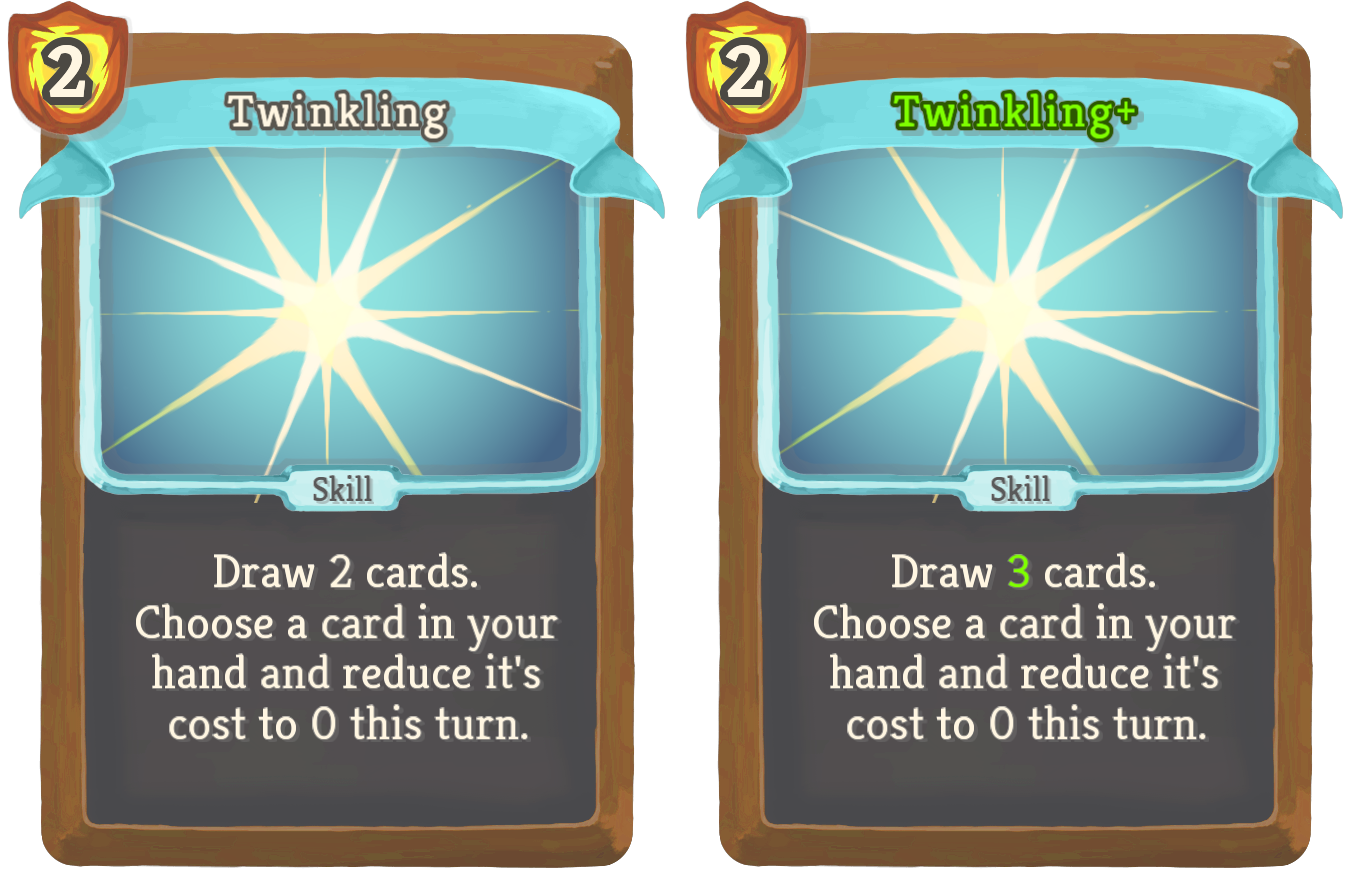 2
Twinkling
Skill
Draw 2 cards.
Choose a card in your
hand and reduce it's
cost to 0 this turn.
2
Twinkling+
Skill
Draw 3 cards.
Choose a card in your
hand and reduce it's
cost to 0 this turn.